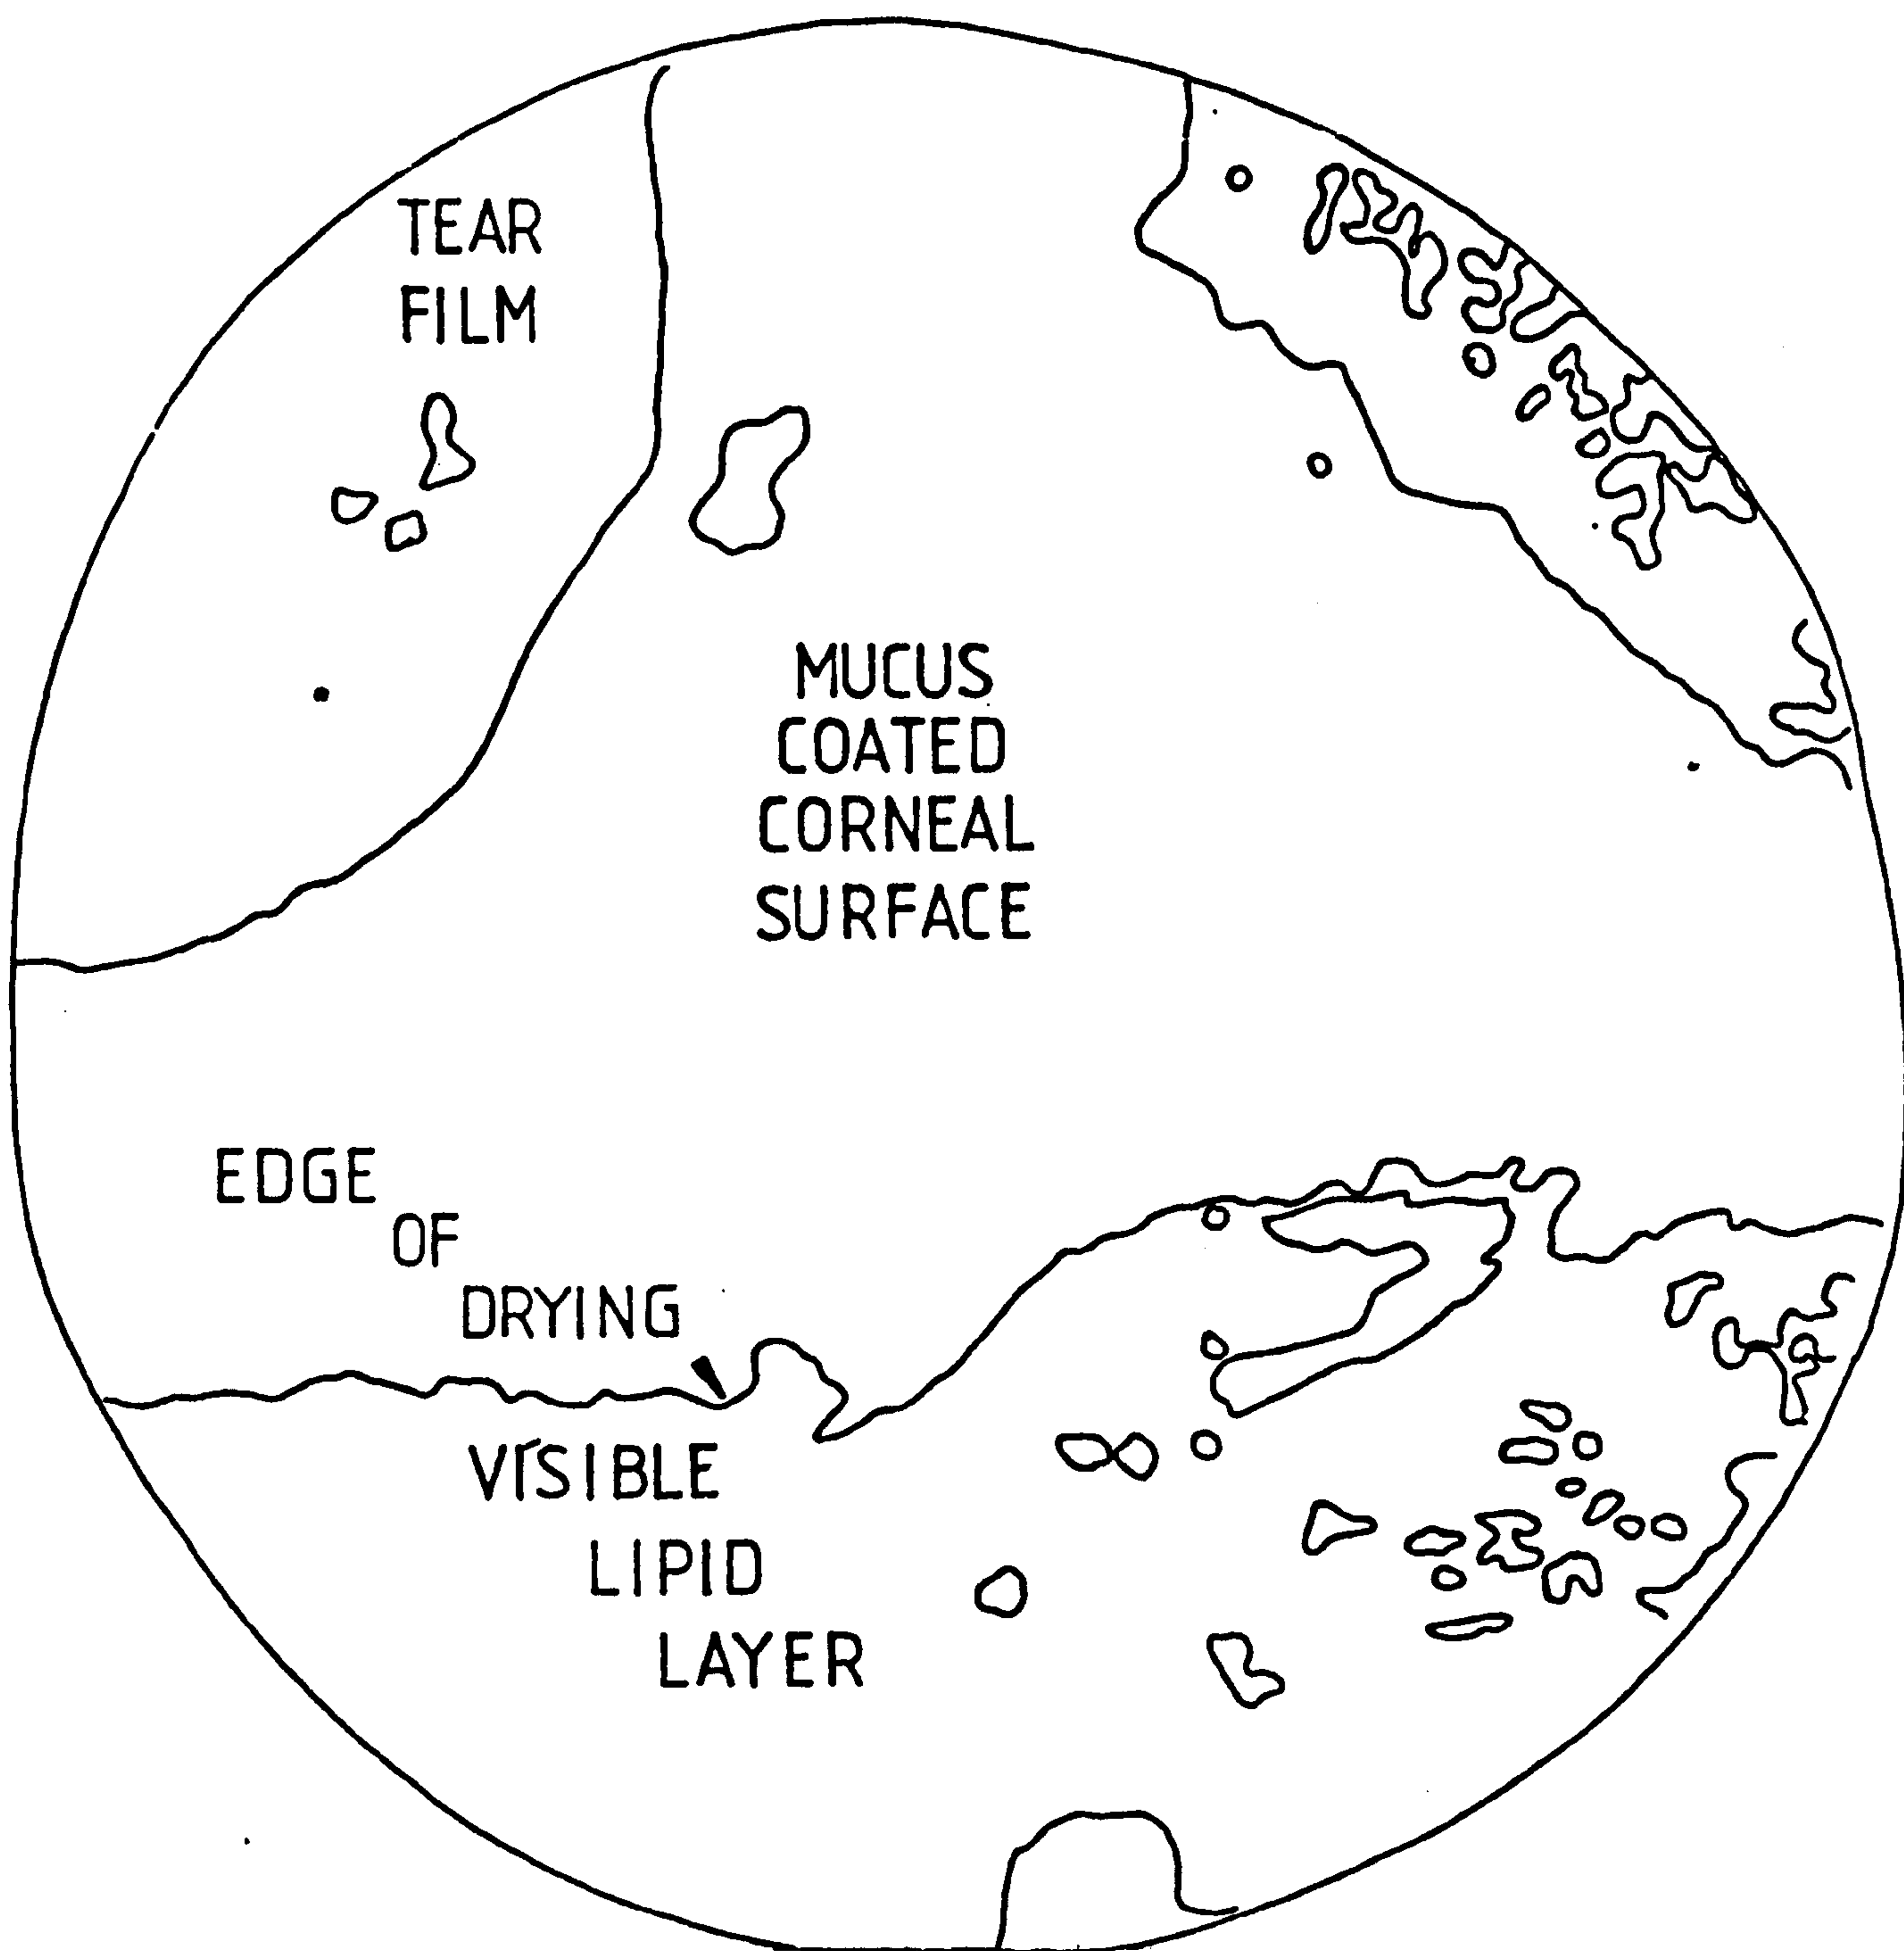 TEAR
FILM
MUCUS
COATED
CORNEAL
SURFACE
EDGE
OF
DRYING
VISIBLE
LIPID
LAYER